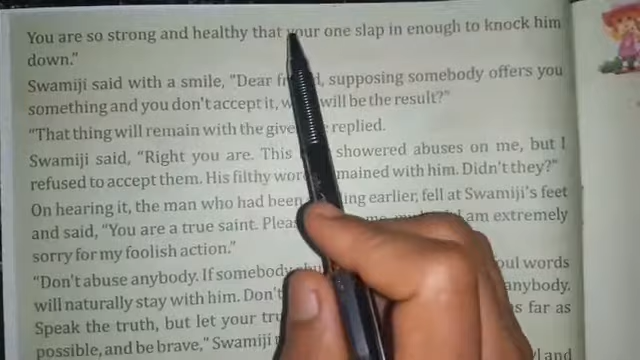 You are so strong and healthy that your one slap in enough to knock him
down."
Swamiji said with a smile, "Dear supposing somebody offers you
something and you don't accept it, will be the result?"
"That thing will remain with the replied.
Swamiji said, "Right you are. This showered abuses on me, but I
refused to accept them. His filthy with him. Didn't they?"
On hearing it, the man who had been earlier, fell at Swamiji's feet
and said, "You are a true saint. I am extremely
sorry for my foolish action."
"Don't abuse anybody. If somebody words
will naturally stay with him. Don't anybody.
Speak the truth, but let your as far as
possible, and be brave," Swamiji
and